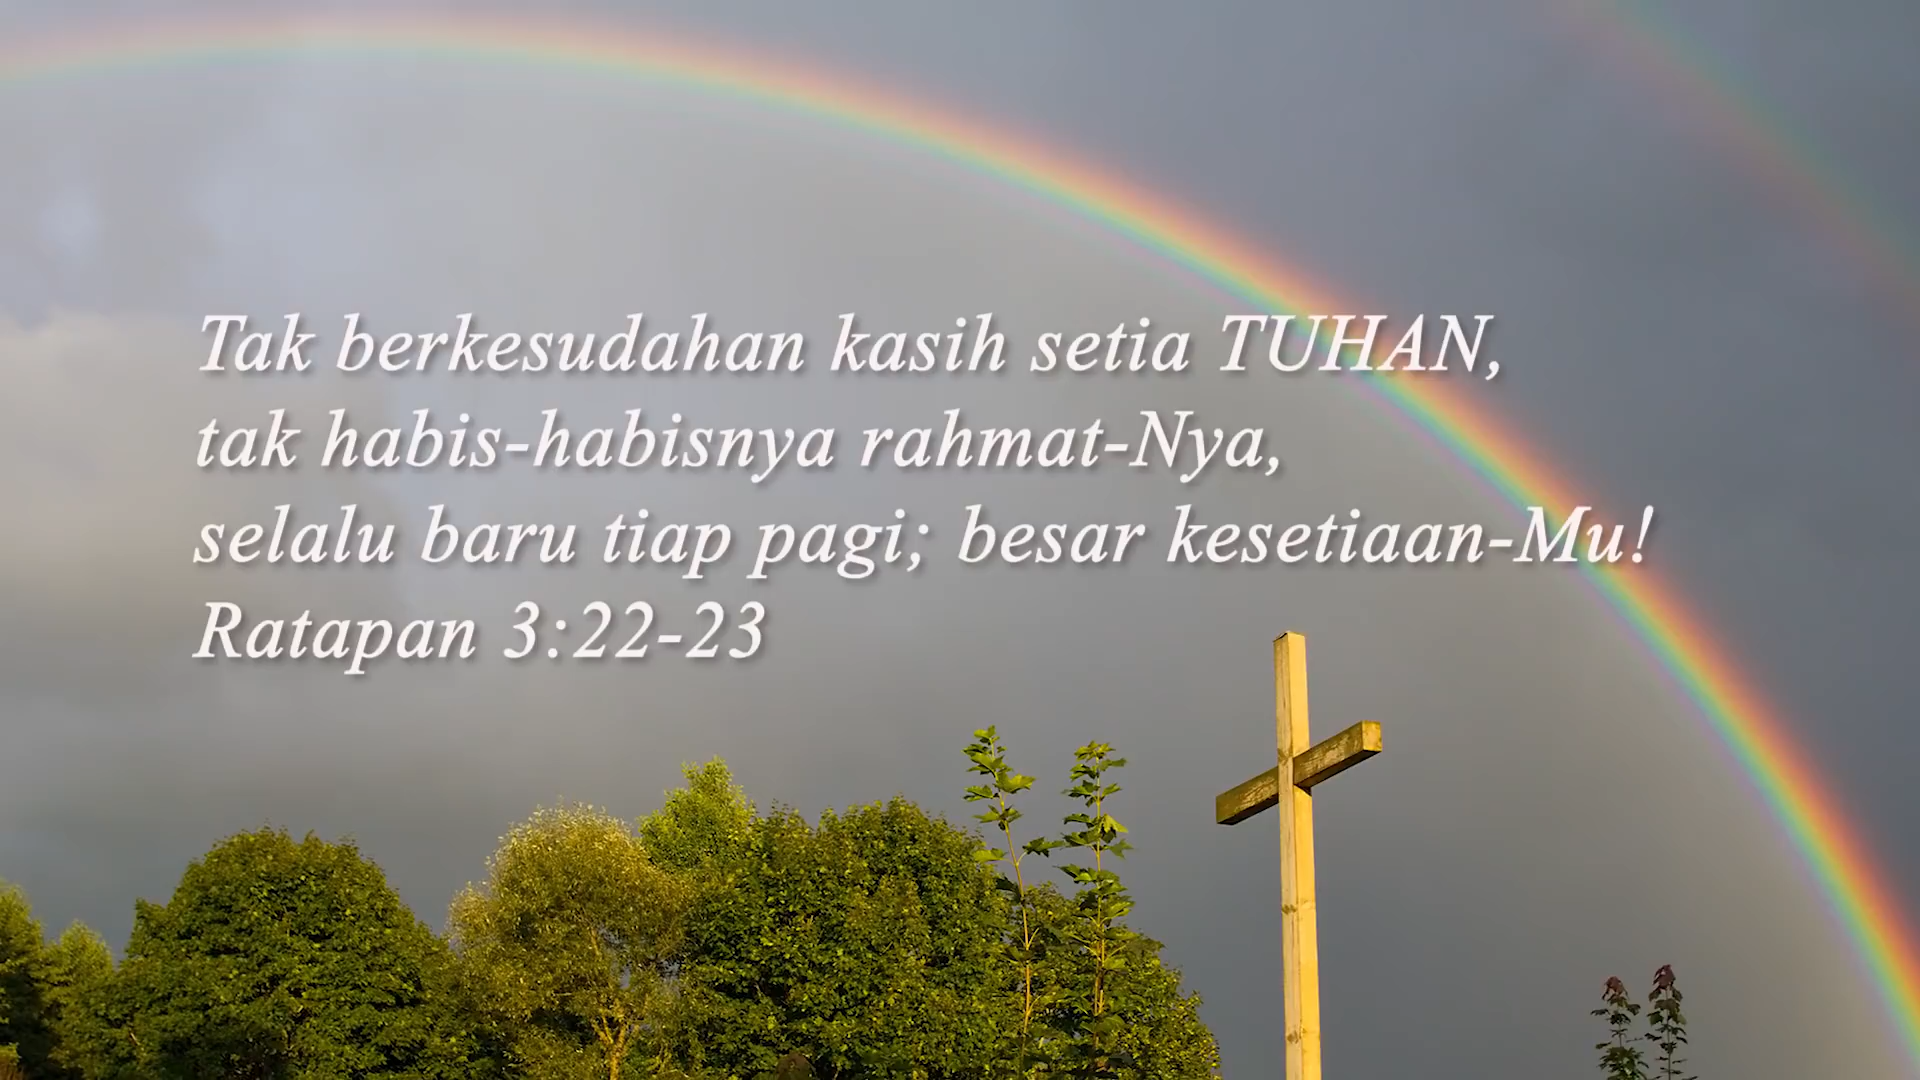 Tak berkesudahan kasih setia TUHAN,
tak habis-habisnya rahmat-Nya,
selalu baru tiap pagi; besar kesetiaan-Mu!
Ratapan 3:22-23